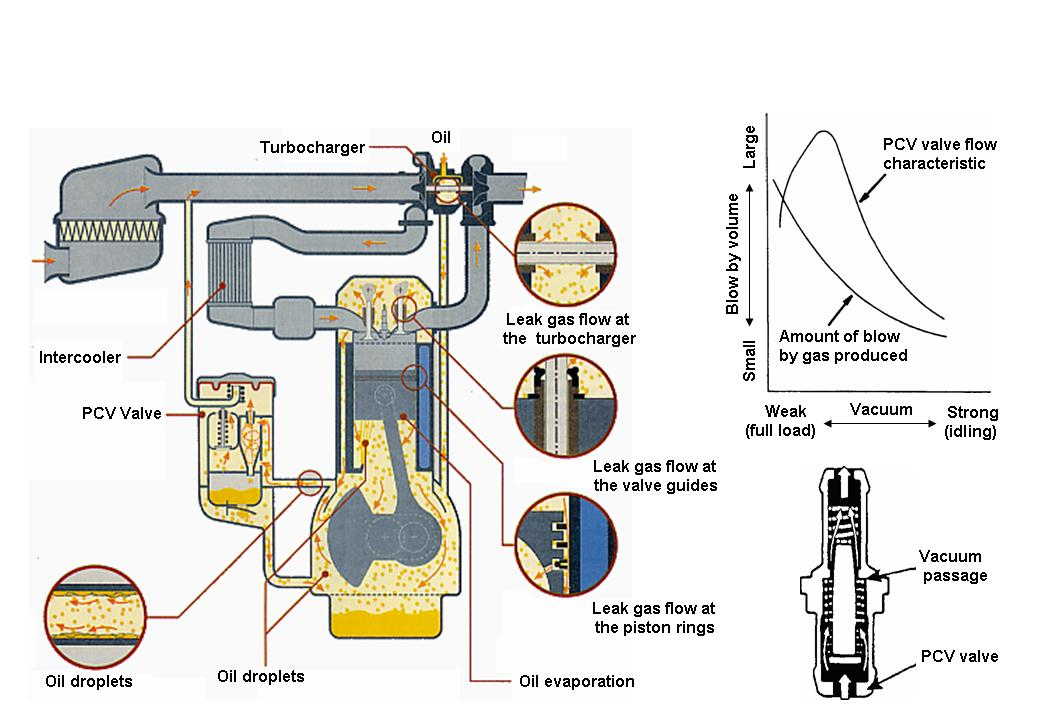 Oil
Turbocharger
Leak gas flow at
the turbocharger
Intercooler
PCV Valve
Leak gas flow at
the valve guides
Leak gas flow at
the piston rings
Oil droplets
Oil droplets
Oil evaporation
Large
Blow by volume
Small
PCV valve flow
characteristic
Amount of blow
by gas produced
Weak
(full load)
Vacuum
Strong
(idling)
Vacuum
passage
PCV valve